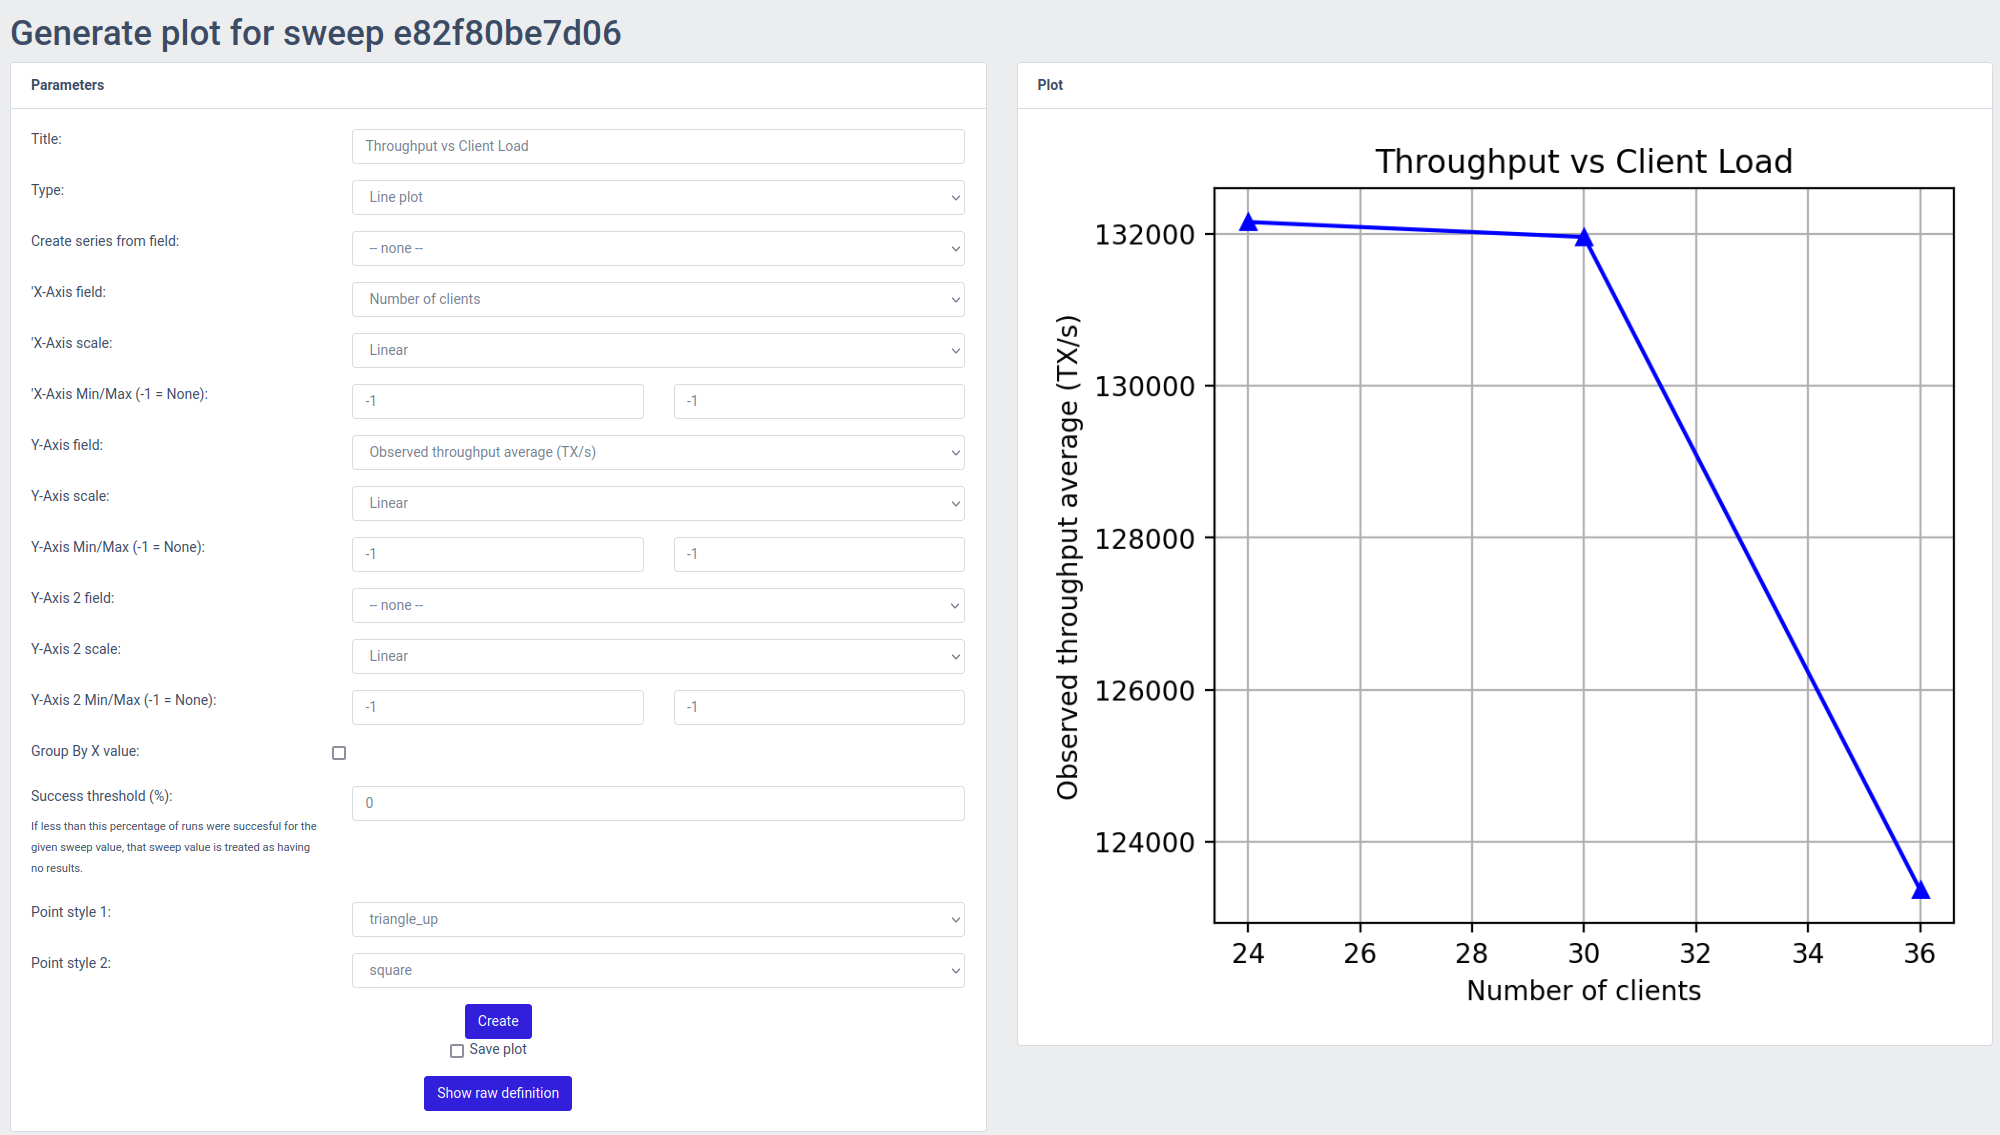 Generate plot for sweep e82f80be7d06
Parameters
Title:
Throughput vs Client Load
Type:
Line plot
Create series from field:
-- none --
'X-Axis field:
Number of clients
'X-Axis scale:
Linear
'X-Axis Min/Max (-1 = None):
-1
-1
Y-Axis field:
Observed throughput average (TX/s)
Y-Axis scale:
Linear
Y-Axis Min/Max (-1 = None):
-1
-1
Y-Axis 2 field:
-- none --
Y-Axis 2 scale:
Linear
Y-Axis 2 Min/Max (-1 = None):
-1
-1
Group By X value:
Success threshold (%):
0
If less than this percentage of runs were succesful for the
given sweep value, that sweep value is treated as having
no results.
Point style 1:
triangle_up
Point style 2:
square
Create
Save plot
Show raw definition
Plot
Throughput vs Client Load
Observed throughput average (TX/s)
132000
130000
128000
126000
124000
24 26 28 30 32 34 36
Number of clients